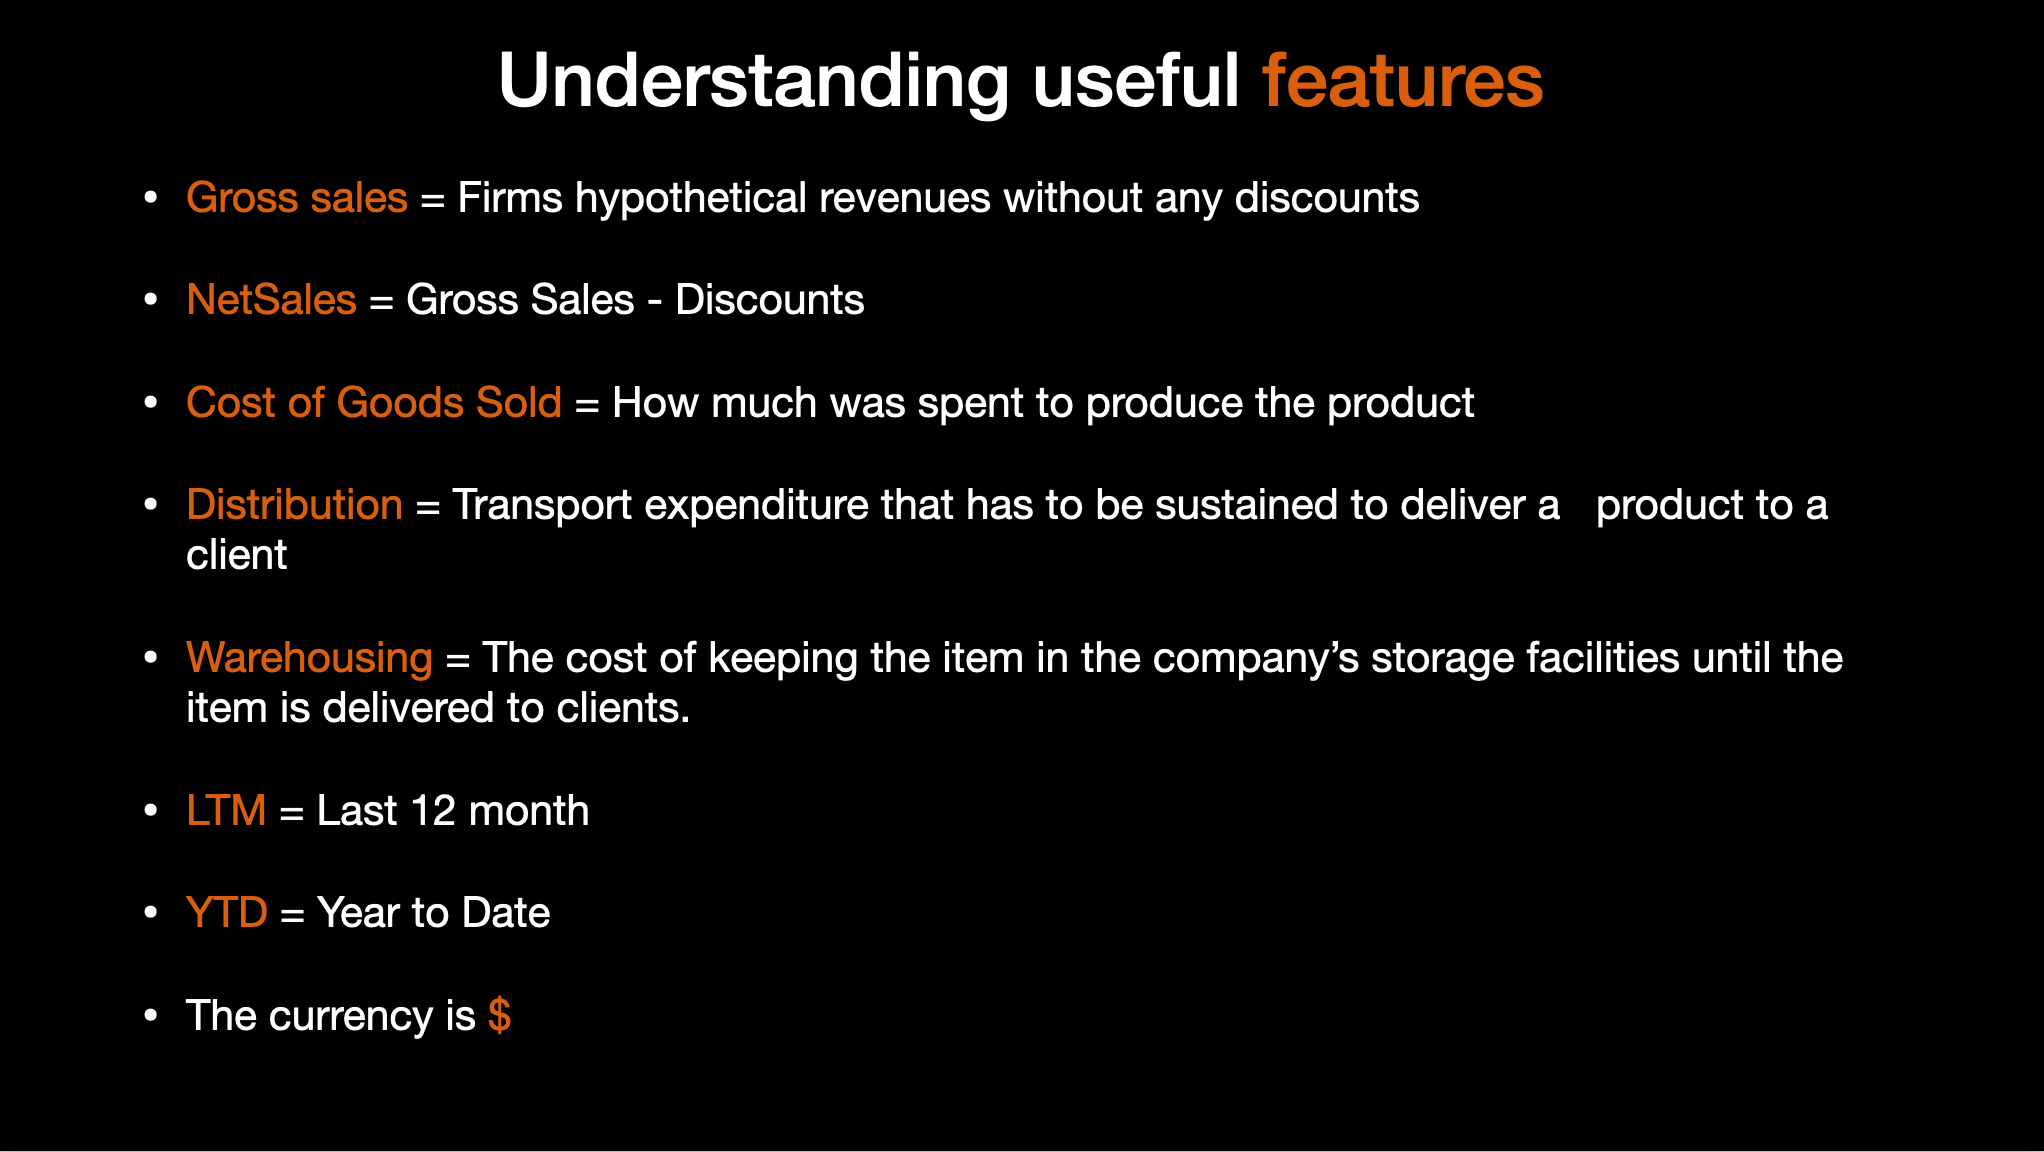 Understanding useful features
• Gross sales = Firms hypothetical revenues without any discounts
• NetSales = Gross Sales - Discounts
• Cost of Goods Sold = How much was spent to produce the product
• Distribution = Transport expenditure that has to be sustained to deliver a   product to a
client
• Warehousing = The cost of keeping the item in the company’s storage facilities until the
item is delivered to clients.
• LTM = Last 12 month
• YTD = Year to Date
• The currency is $